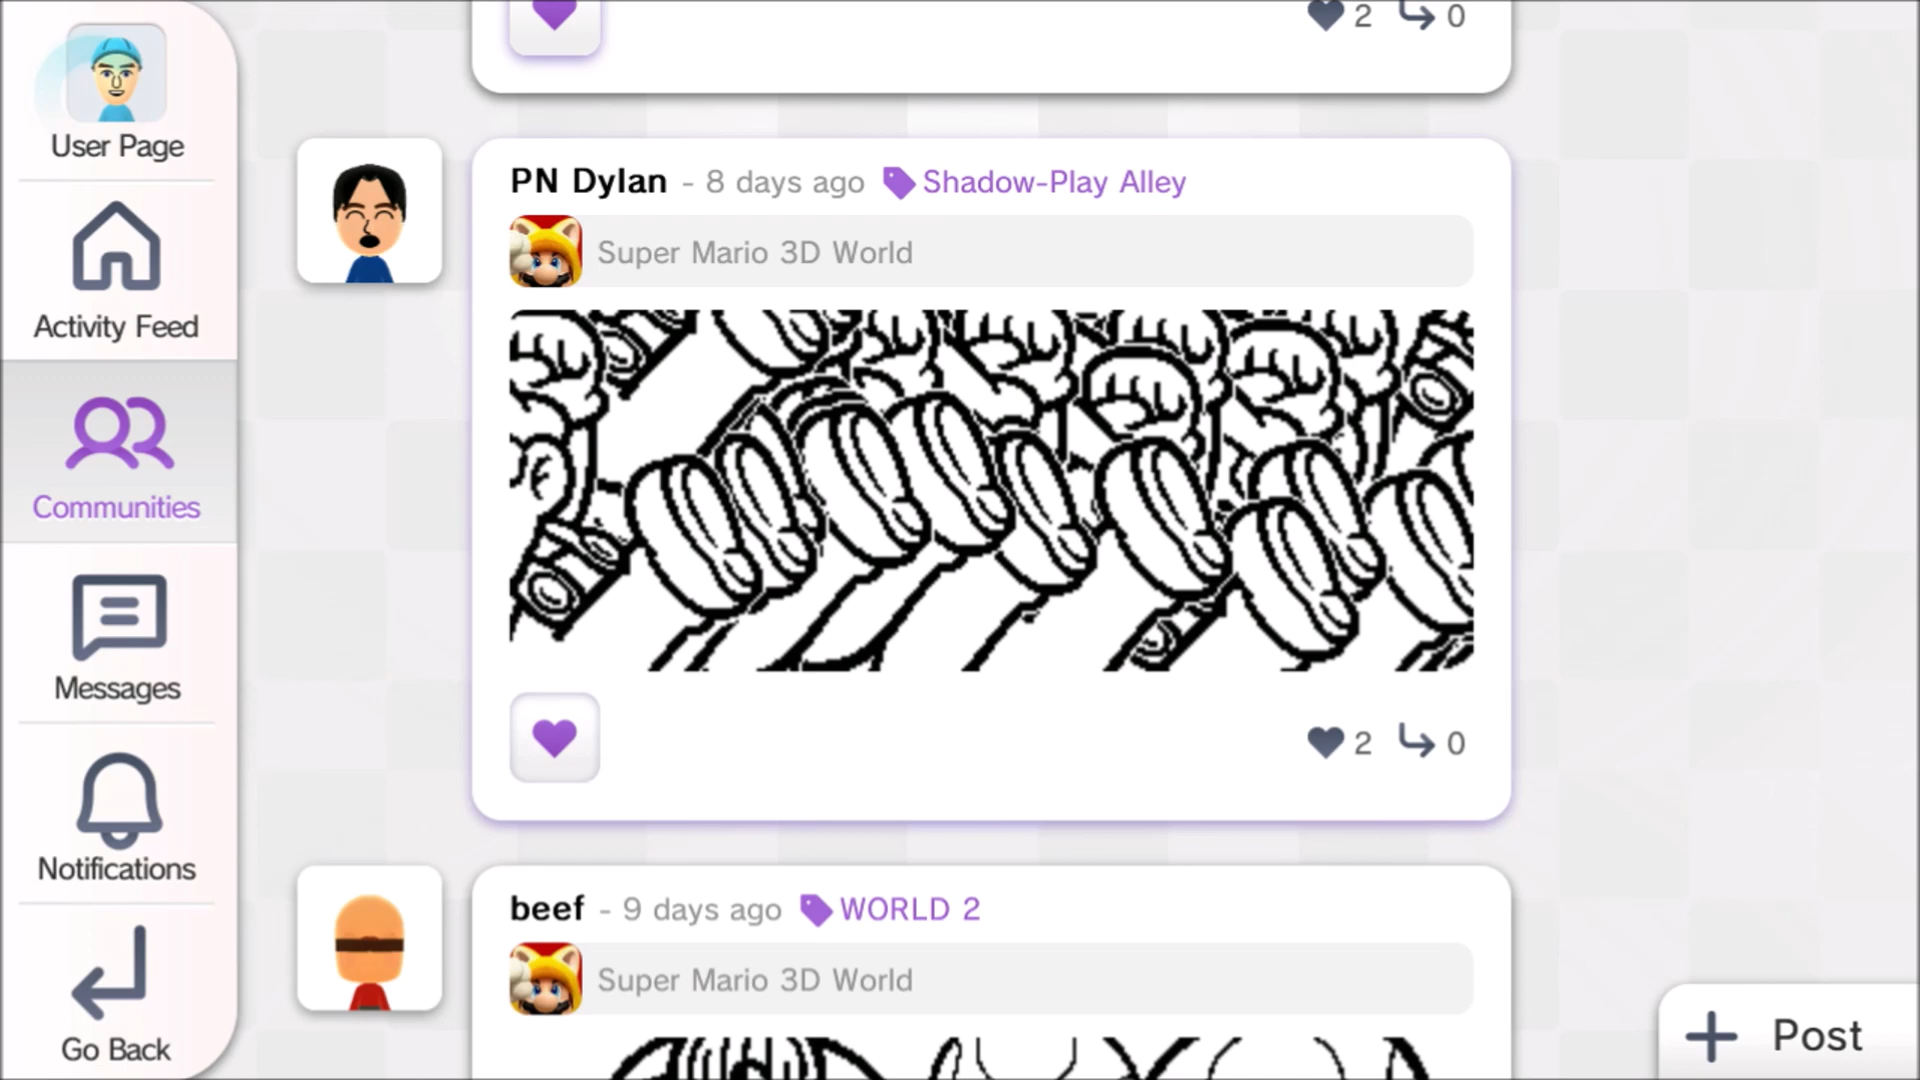 User Page
Activity Feed
Communities
Messages
Notifications
Go Back
2 0
PN Dylan - 8 days ago Shadow-Play Alley
Super Mario 3D World
2 0
beef - 9 days ago WORLD 2
Super Mario 3D World
+ Post